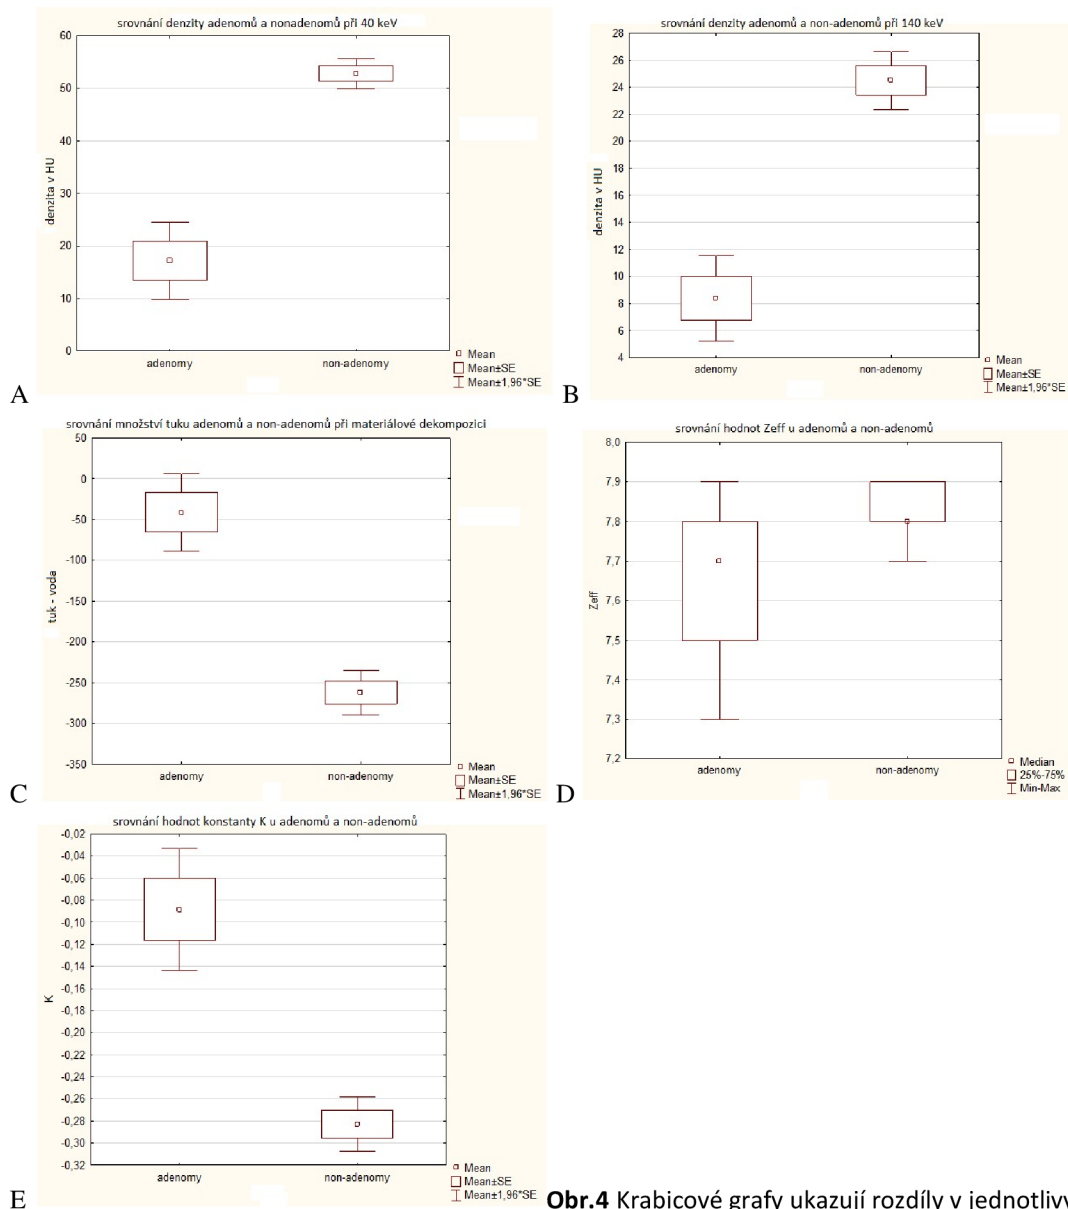 srovnání denzity adenomů a nonadenomů při 40 keV
60
50
40
30
20
10
0
denzita v HU
adenomy
non-adenomy
Mean
Mean±SE
Mean±1,96*SE
A
srovnání denzity adenomů a non-adenomů při 140 keV
28
26
24
22
20
18
16
14
12
10
8
6
4
denzita v HU
adenomy
non-adenomy
Mean
Mean±SE
Mean±1,96*SE
B
srovnání množství tuku adenomů a non-adenomů při materiálové dekompozici
50
0
-50
-100
-150
-200
-250
-300
-350
tuk - voda
adenomy
non-adenomy
Mean
Mean±SE
Mean±1,96*SE
C
srovnání hodnot Zeff u adenomů a non-adenomů
8,0
7,9
7,8
7,7
7,6
7,5
7,4
7,3
7,2
Zeff
adenomy
non-adenomy
Median
25%-75%
Min-Max
D
srovnání hodnot konstanty K u adenomů a non-adenomů
-0,02
-0,04
-0,06
-0,08
-0,10
-0,12
-0,14
-0,16
-0,18
-0,20
-0,22
-0,24
-0,26
-0,28
-0,30
-0,32
K
adenomy
non-adenomy
Mean
Mean±SE
Mean±1,96*SE
E
Obr.4 Krabicové grafy ukazují rozdíly v jednotlivý